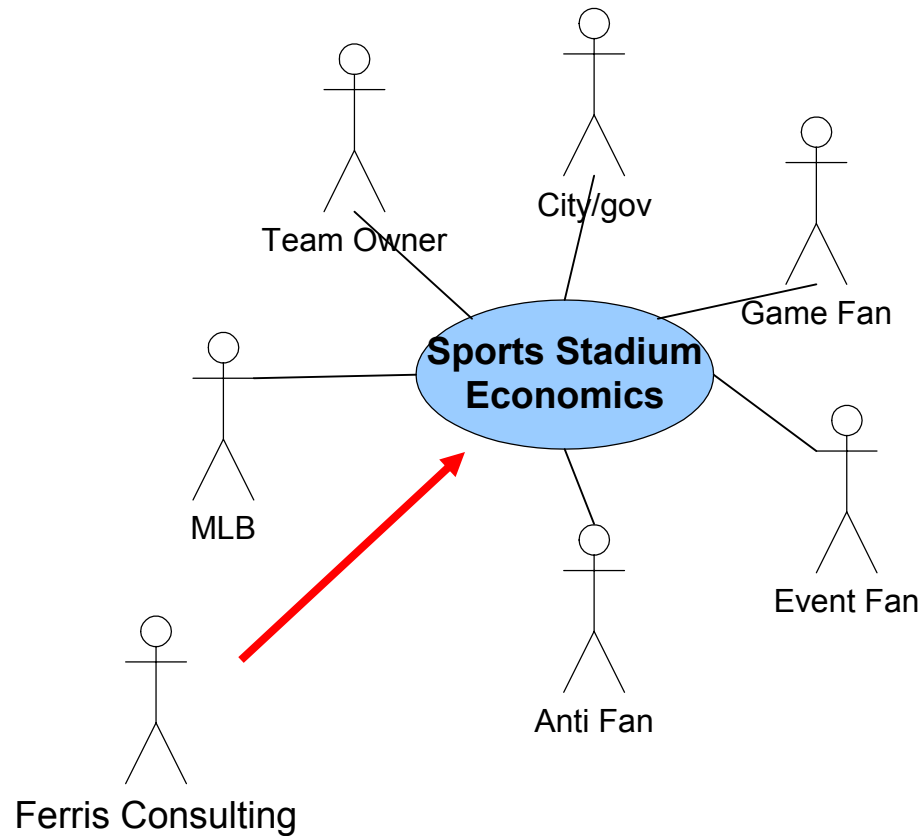 City/gov
Team Owner
Game Fan
Sports Stadium
Economics
MLB
Event Fan
Anti Fan
Ferris Consulting